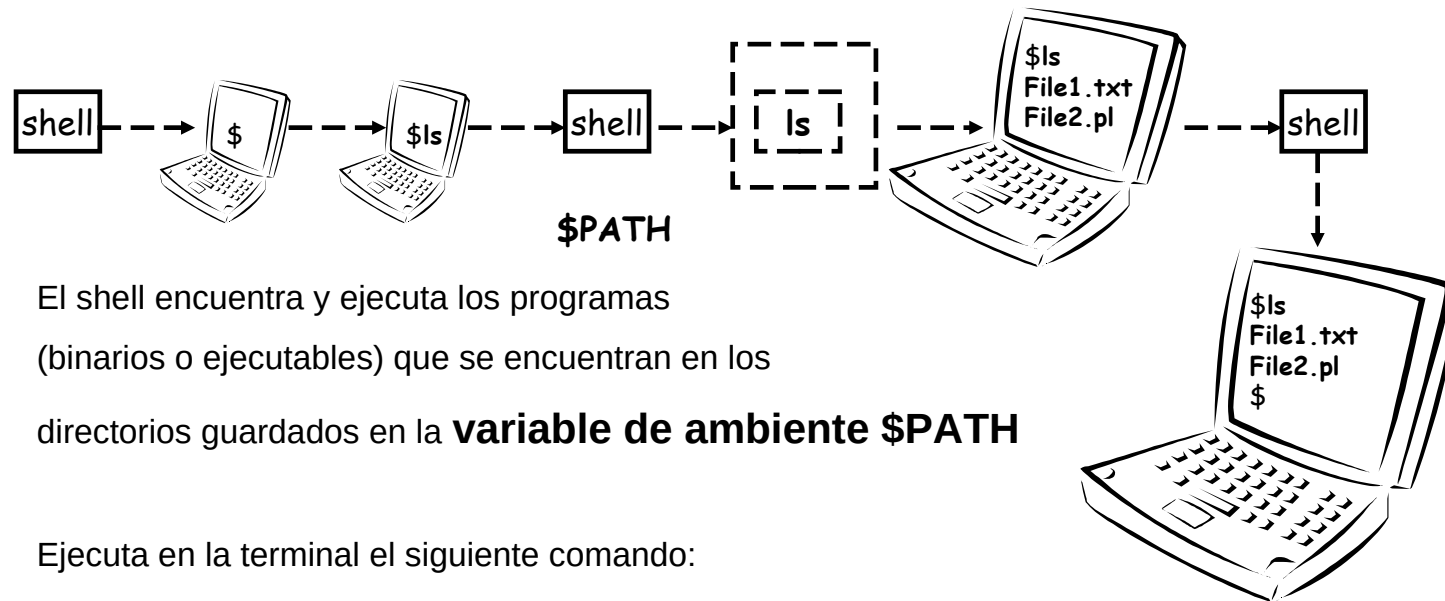 shell
$
$ls
shell
ls
$ls
File1.txt
File2.pl
shell
$PATH
$ls
File1.txt
File2.pl
$
El shell encuentra y ejecuta los programas
(binarios o ejecutables) que se encuentran en los
directorios guardados en la variable de ambiente $PATH
Ejecuta en la terminal el siguiente comando: